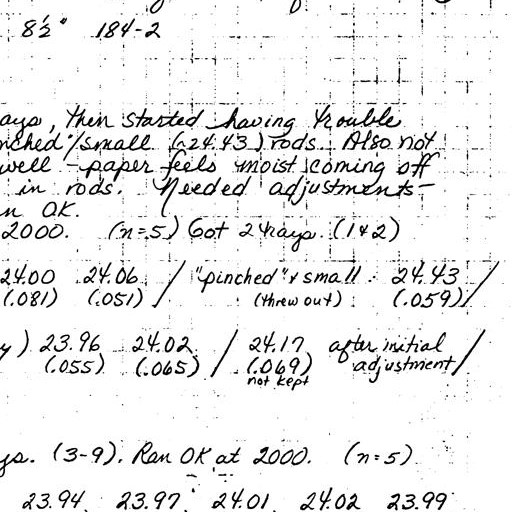 8½" 184-2
ays, then started having trouble
nched"/small (~24.43) rods. Also not
well - paper feels moist coming off
in rods. Needed adjustments-
n OK.
2000. (n=5) Got 2 trays. (1&2)
24.00 24.06 / "pinched" & small 24.43 /
(.081) (.051) / (threw out) (.059) /
y) 23.96 24.02 / 24.17 after initial
(.055) (.065) / (.069) adjustment /
not kept
ys. (3-9). Ran OK at 2000. (n=5)
23.94 23.97 24.01 24.02 23.99